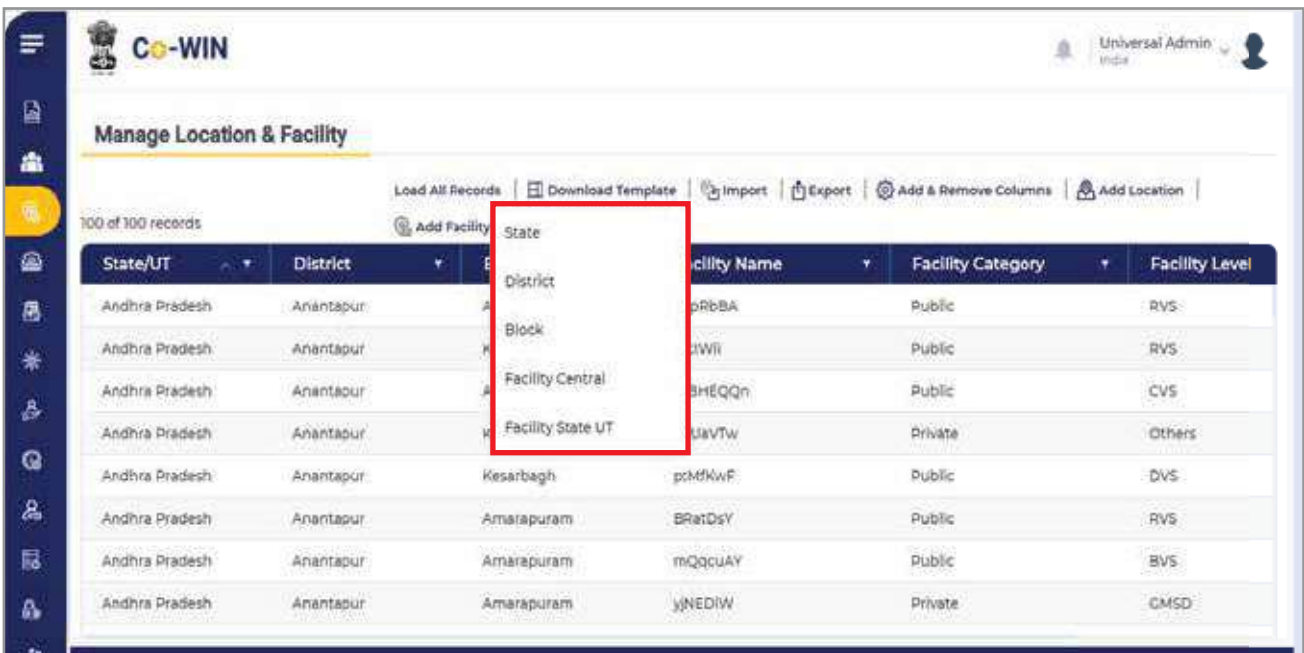 Co-WIN
Universal Admin
India
Manage Location & Facility
Load All Records | Download Template | Import | Export | Add & Remove Columns | Add Location |
100 of 100 records Add Facility
State
District
Block
Facility Central
Facility State UT
State/UT District Facility Name Facility Category Facility Level
Andhra Pradesh Anantapur Public RVS
Andhra Pradesh Anantapur Public RVS
Andhra Pradesh Anantapur Public CVS
Andhra Pradesh Anantapur Private Others
Andhra Pradesh Anantapur Kesarbagh pcMfKwF Public DVS
Andhra Pradesh Anantapur Amarapuram BRatDsY Public RVS
Andhra Pradesh Anantapur Amarapuram mQqcuAY Public BVS
Andhra Pradesh Anantapur Amarapuram yjNEDiW Private GMSD